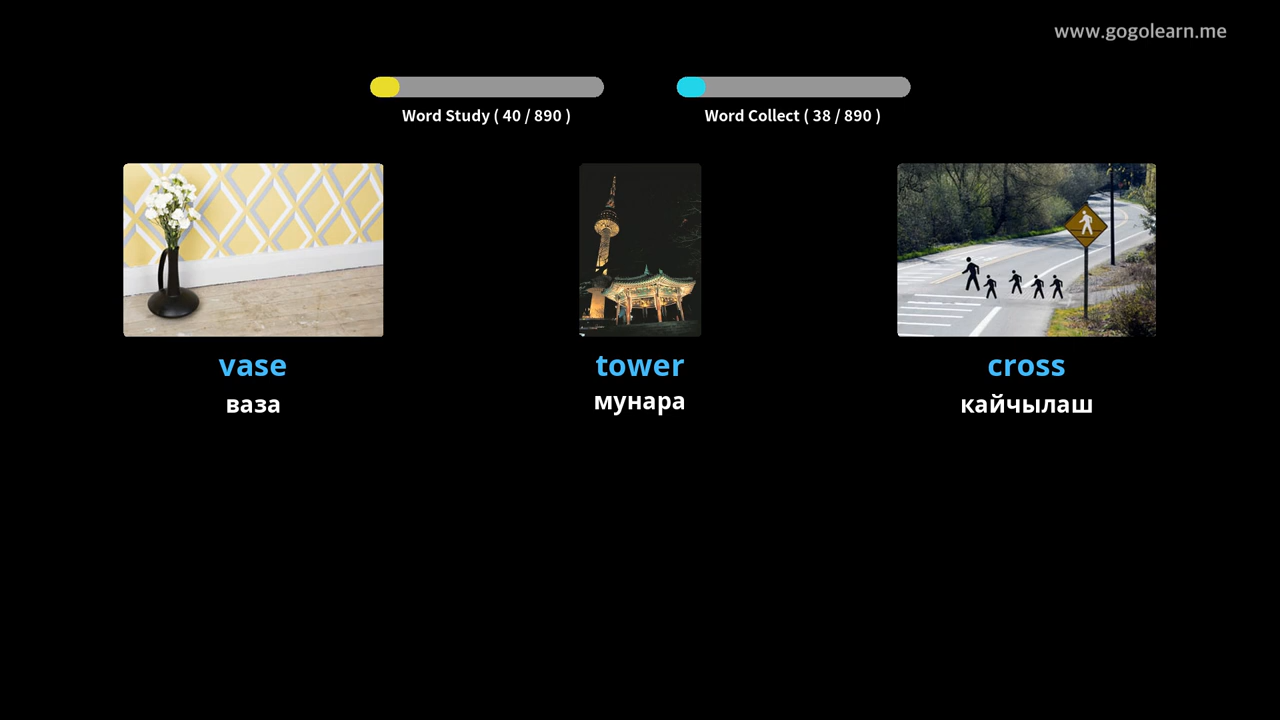 www.gogolearn.me
Word Study ( 40 / 890 )
Word Collect ( 38 / 890 )
vase
tower
cross
ваза
мунара
кайчылаш